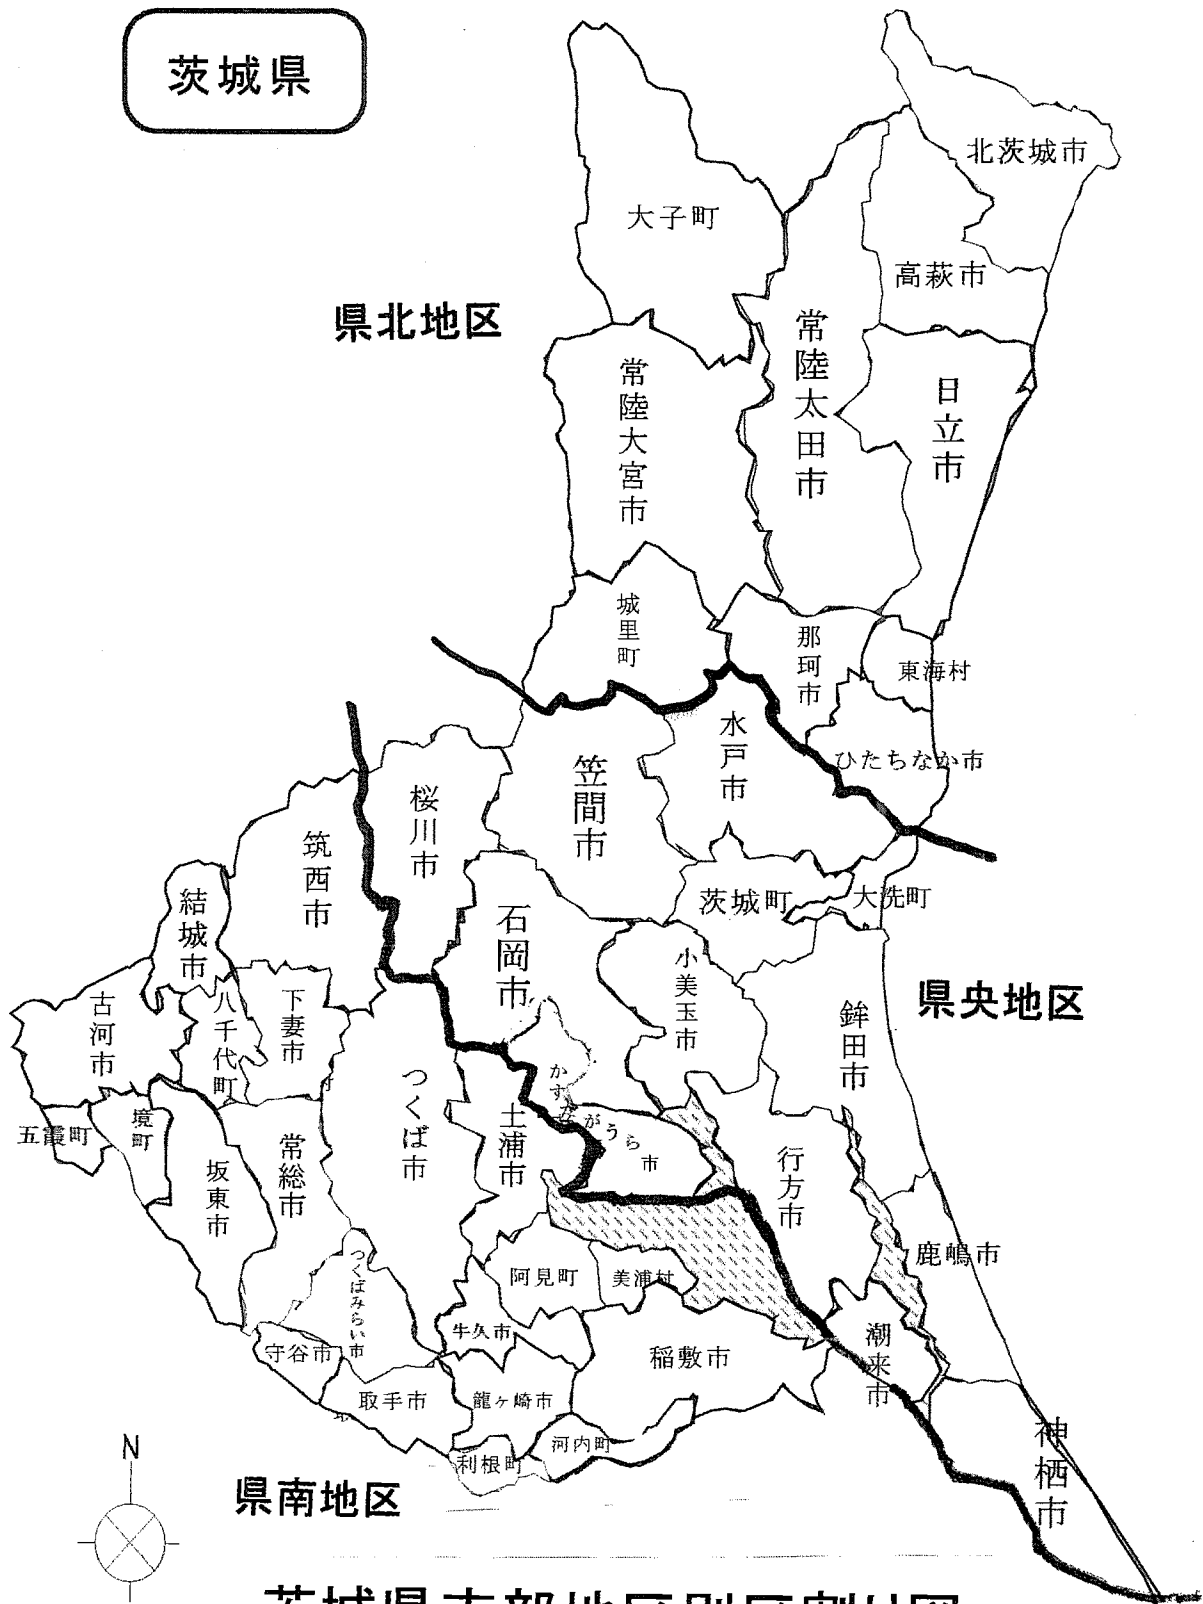 茨城県
北茨城市
大子町
高萩市
県北地区
常陸太田市
常陸大宮市
日立市
城里町
那珂市
東海村
水戸市
ひたちなか市
笠間市
桜川市
筑西市
結城市
石岡市
茨城町
大洗町
小美玉市
県央地区
鉾田市
古河市
八千代町
下妻市
つくば市
土浦市
かすみがうら市
五霞町
境町
坂東市
常総市
行方市
鹿嶋市
阿見町
美浦村
つくばみらい市
牛久市
守谷市
稲敷市
潮来市
取手市
龍ヶ崎市
河内町
利根町
神栖市
N
県南地区